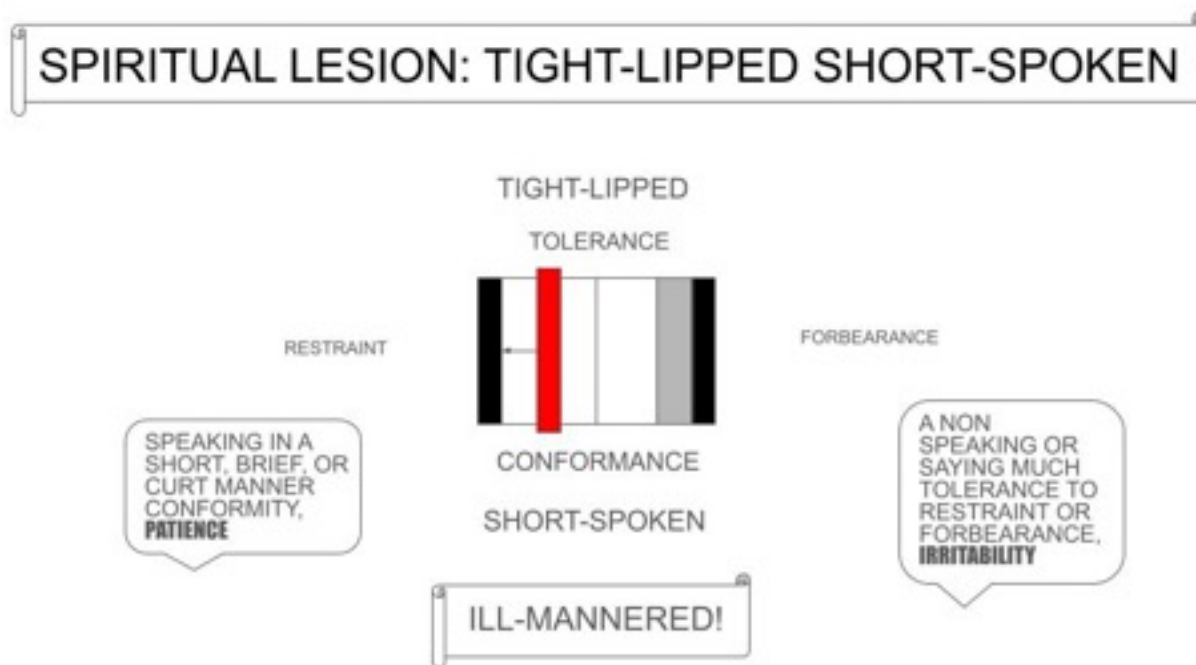 SPIRITUAL LESION: TIGHT-LIPPED SHORT-SPOKEN
TIGHT-LIPPED
TOLERANCE
RESTRAINT
FORBEARANCE
SPEAKING IN A
SHORT, BRIEF, OR
CURT MANNER
CONFORMITY,
PATIENCE
A NON
SPEAKING OR
SAYING MUCH
TOLERANCE TO
RESTRAINT OR
FORBEARANCE,
IRRITABILITY
CONFORMANCE
SHORT-SPOKEN
ILL-MANNERED!